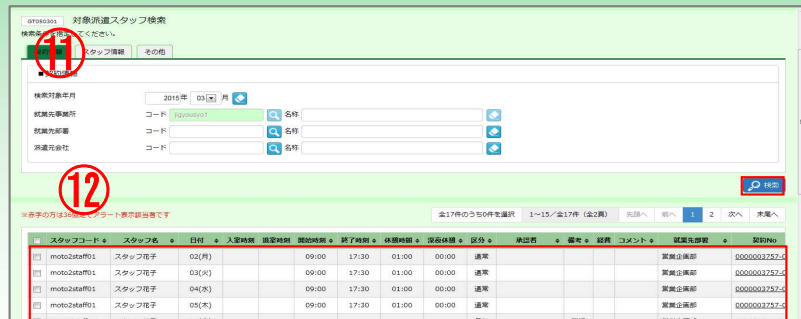 GT050301 対象派遣スタッフ検索
検索条件を指定してください。
⑪
スタッフ情報 その他
検索対象年月 2015年 03 月
就業先事業所 コード jigyousyo1 名称
就業先部署 コード 名称
派遣元会社 コード 名称
検索
⑫
※赤字の方は36協定でアラート表示該当者です 全17件のうち0件を選択 1～15/全17件（全2頁） 先頭へ 前へ 1 2 次へ 末尾へ
スタッフコード スタッフ名 日付 入室時刻 退室時刻 開始時刻 終了時刻 休憩時間 深夜休憩 区分 承認者 備考 経費 コメント 就業先部署 契約No
moto2staff01 スタッフ花子 02(月) 09:00 17:30 01:00 00:00 通常 営業企画部 0000003757-0
moto2staff01 スタッフ花子 03(火) 09:00 17:30 01:00 00:00 通常 営業企画部 0000003757-0
moto2staff01 スタッフ花子 04(水) 09:00 17:30 01:00 00:00 通常 営業企画部 0000003757-0
moto2staff01 スタッフ花子 05(木) 09:00 17:30 01:00 00:00 通常 営業企画部 0000003757-0